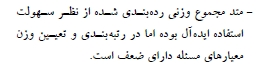 - متد مجموع وزنی رده‌بندی شده از نظر سهولت
استفاده ایده‌آل بوده اما در رتبه‌بندی و تعیین وزن
معیارهای مسئله دارای ضعف است.